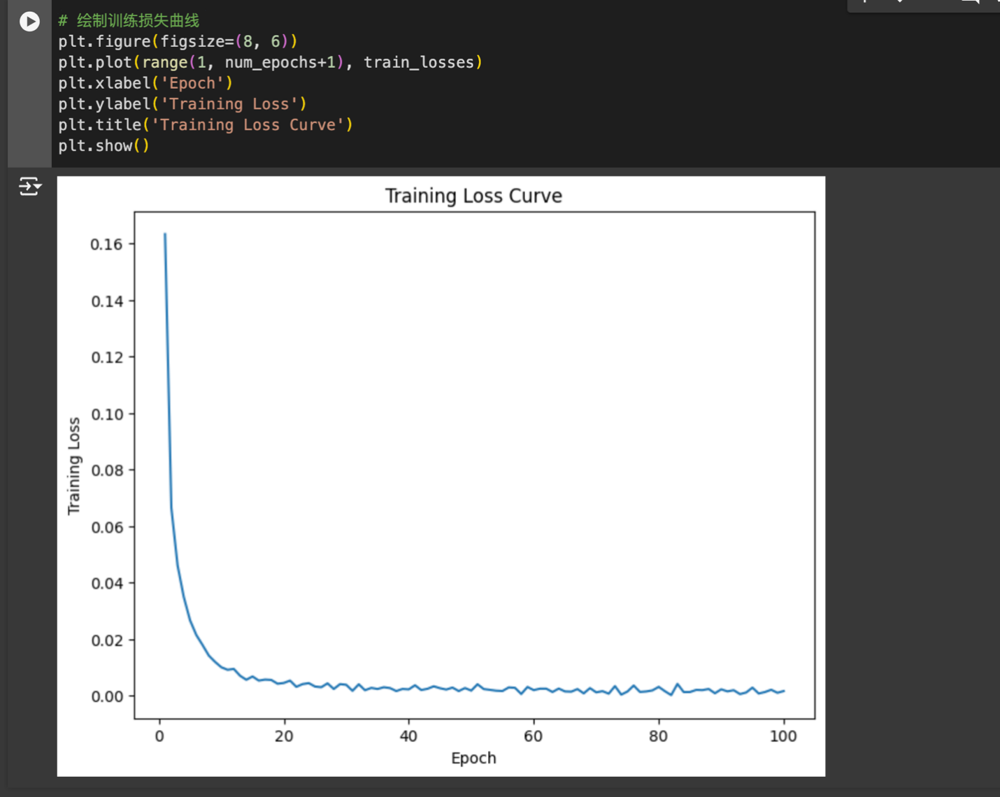 # 绘制训练损失曲线
plt.figure(figsize=(8, 6))
plt.plot(range(1, num_epochs+1), train_losses)
plt.xlabel('Epoch')
plt.ylabel('Training Loss')
plt.title('Training Loss Curve')
plt.show()
Training Loss Curve
0.16
0.14
0.12
0.10
0.08
0.06
0.04
0.02
0.00
Training Loss
0 20 40 60 80 100
Epoch